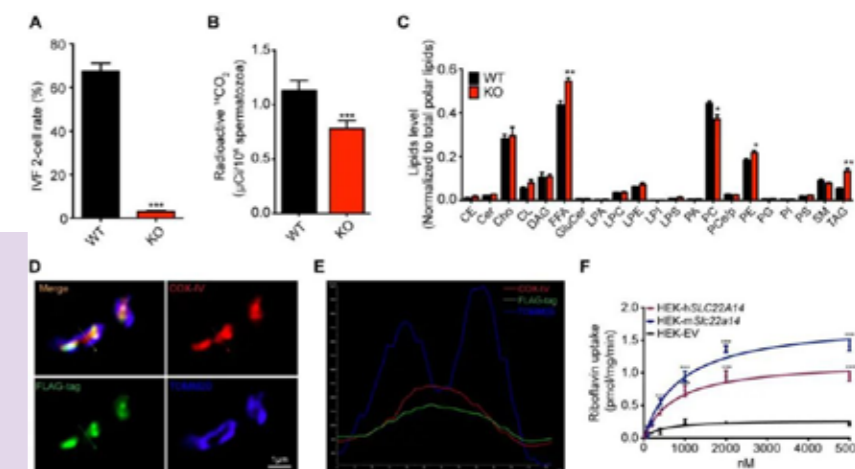 A
IVF 2-cell rate (%)
80
60
40
20
0
***
WT
KO
B
Radioactive ¹⁴CO₂
(μCi/10⁶ spermatozoa)
1.5
1.0
0.5
0.0
***
WT
KO
C
Lipids level
(Normalized to total polar lipids)
0.6
0.4
0.2
0.0
WT
KO
**
*
*
**
CE
Cer
Cho
CL
DAG
FFA
GluCer
LPA
LPC
LPE
LPI
LPS
PA
PC
PCe/p
PE
PG
PI
PS
SM
TAG
D
Merge
COX-IV
FLAG-tag
TOMM20
1μm
E
COX-IV
FLAG-tag
TOMM20
F
Riboflavin uptake
(pmol/mg/min)
2.0
1.5
1.0
0.5
0.0
HEK-hSLC22A14
HEK-mSlc22a14
HEK-EV
0
1000
2000
3000
4000
500
nM